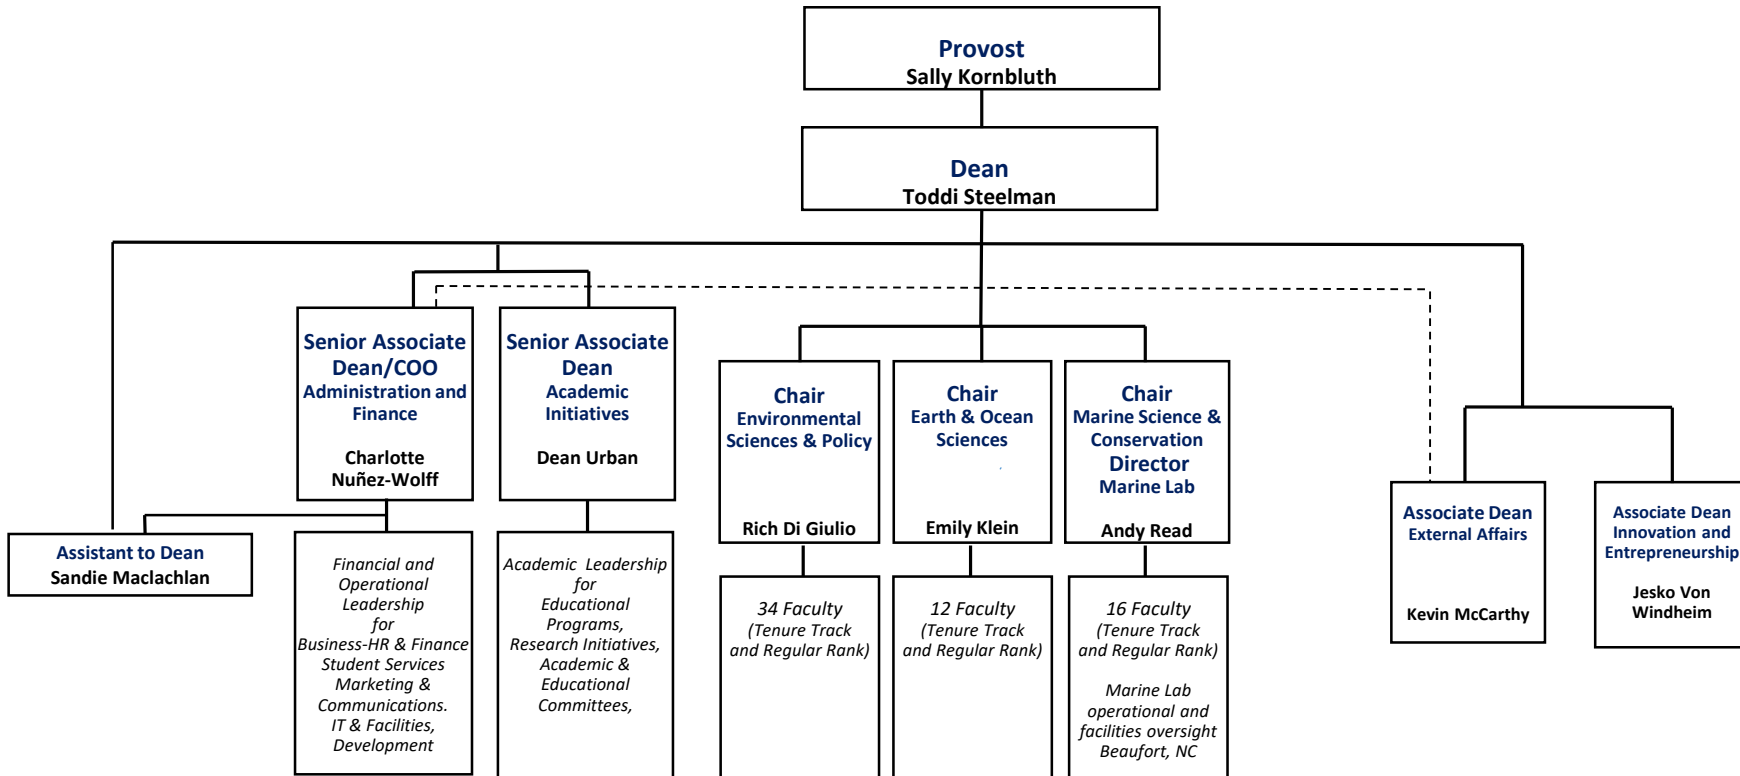 Provost
Sally Kornbluth
Dean
Toddi Steelman
Senior Associate
Dean/COO
Administration and
Finance
Charlotte
Nuñez-Wolff
Senior Associate
Dean
Academic
Initiatives
Dean Urban
Chair
Environmental
Sciences & Policy
Rich Di Giulio
Chair
Earth & Ocean
Sciences
Emily Klein
Chair
Marine Science &
Conservation
Director
Marine Lab
Andy Read
Associate Dean
External Affairs
Kevin McCarthy
Associate Dean
Innovation and
Entrepreneurship
Jesko Von
Windheim
Assistant to Dean
Sandie Maclachlan
Financial and
Operational
Leadership
for
Business-HR & Finance
Student Services
Marketing &
Communications.
IT & Facilities,
Development
Academic Leadership
for
Educational
Programs,
Research Initiatives,
Academic &
Educational
Committees,
34 Faculty
(Tenure Track
and Regular Rank)
12 Faculty
(Tenure Track
and Regular Rank)
16 Faculty
(Tenure Track
and Regular Rank)
Marine Lab
operational and
facilities oversight
Beaufort, NC